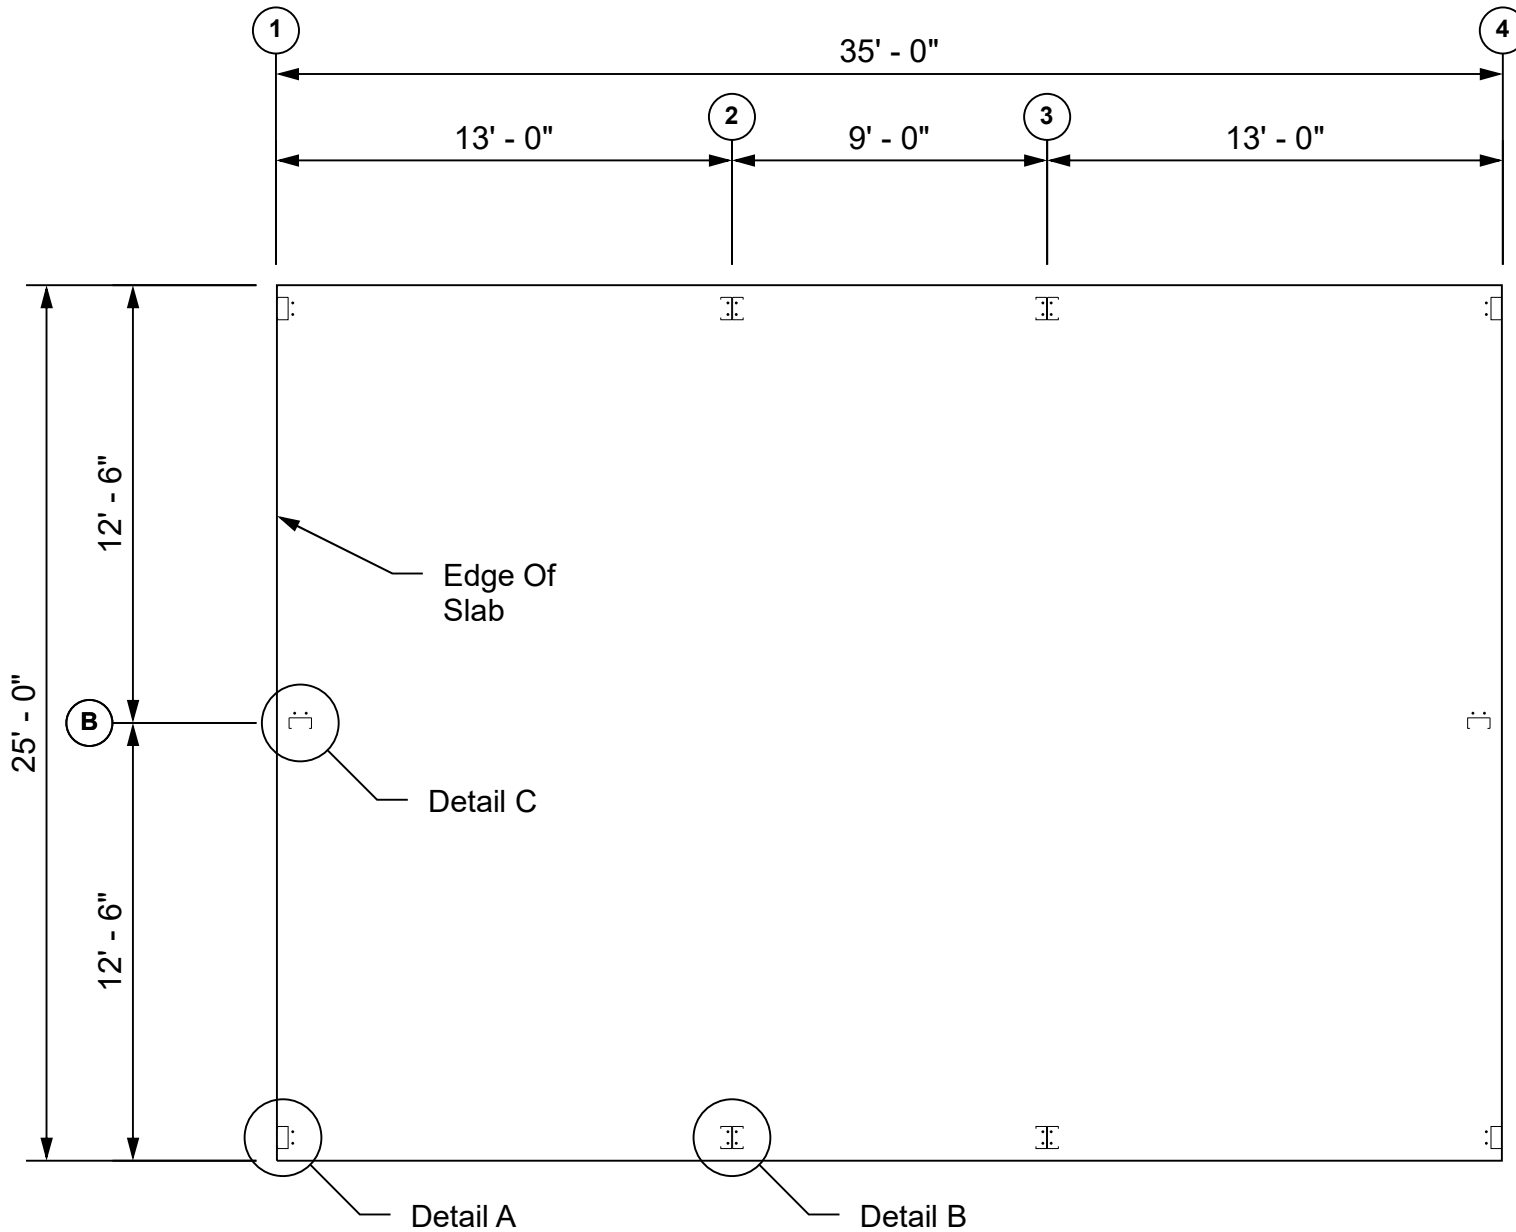 1
4
35' - 0"
2
3
13' - 0"
9' - 0"
13' - 0"
12' - 6"
Edge Of
Slab
25' - 0"
B
Detail C
12' - 6"
Detail A
Detail B